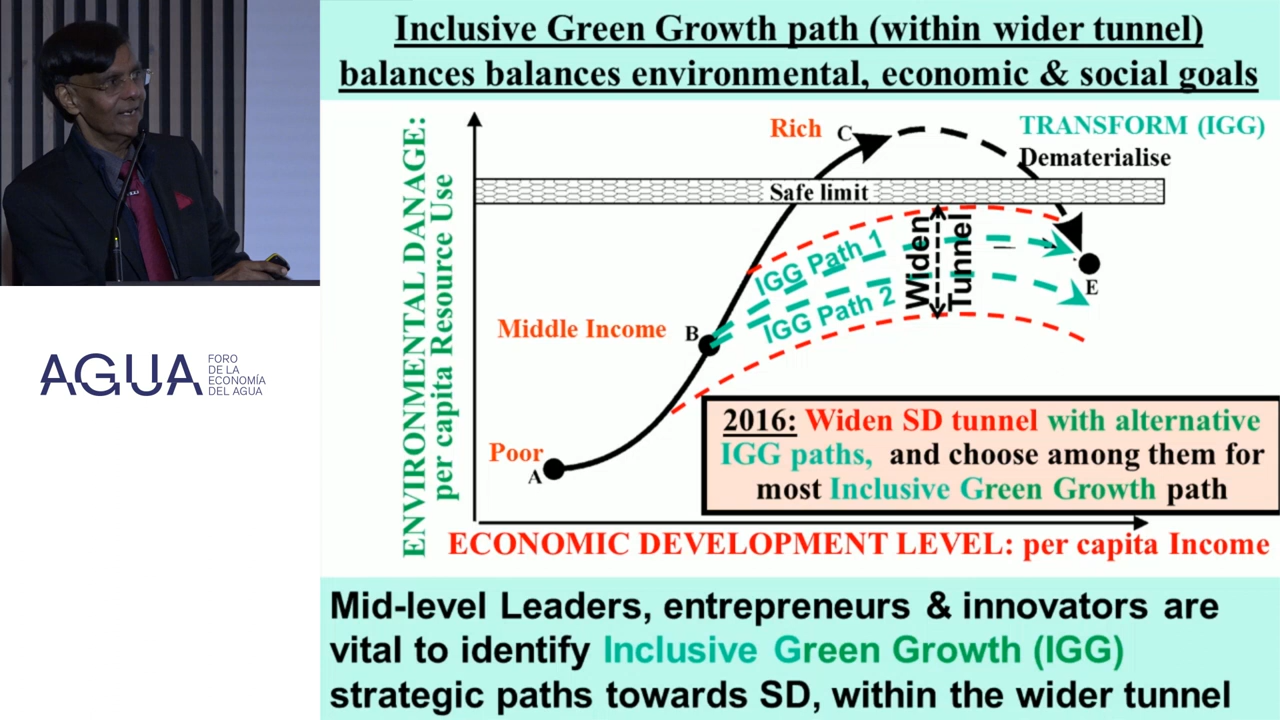 Inclusive Green Growth path (within wider tunnel)
balances balances environmental, economic & social goals
ENVIRONMENTAL DANAGE:
per capita Resource Use
Rich C
TRANSFORM (IGG)
Dematerialise
Safe limit
IGG Path 1
IGG Path 2
Widen
Tunnel
E
Middle Income B
Poor
A
2016: Widen SD tunnel with alternative
IGG paths, and choose among them for
most Inclusive Green Growth path
ECONOMIC DEVELOPMENT LEVEL: per capita Income
Mid-level Leaders, entrepreneurs & innovators are
vital to identify Inclusive Green Growth (IGG)
strategic paths towards SD, within the wider tunnel
AGUA
FORO
DE LA
ECONOMÍA
DEL AGUA